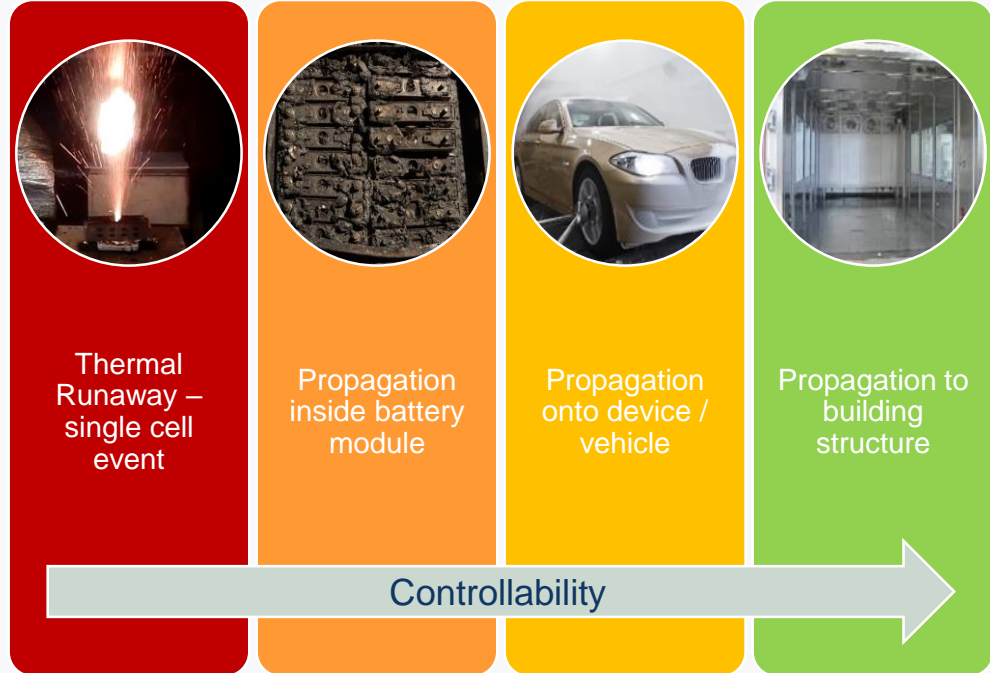 Thermal
Runaway –
single cell
event
Propagation
inside battery
module
Propagation
onto device /
vehicle
Propagation to
building
structure
Controllability